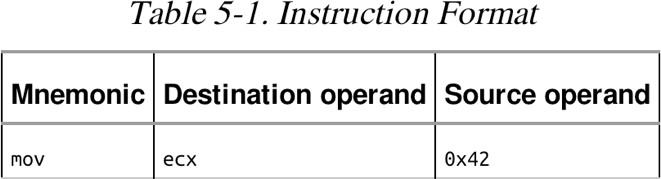 Table 5-1. Instruction Format
Mnemonic Destination operand Source operand
mov ecx 0x42